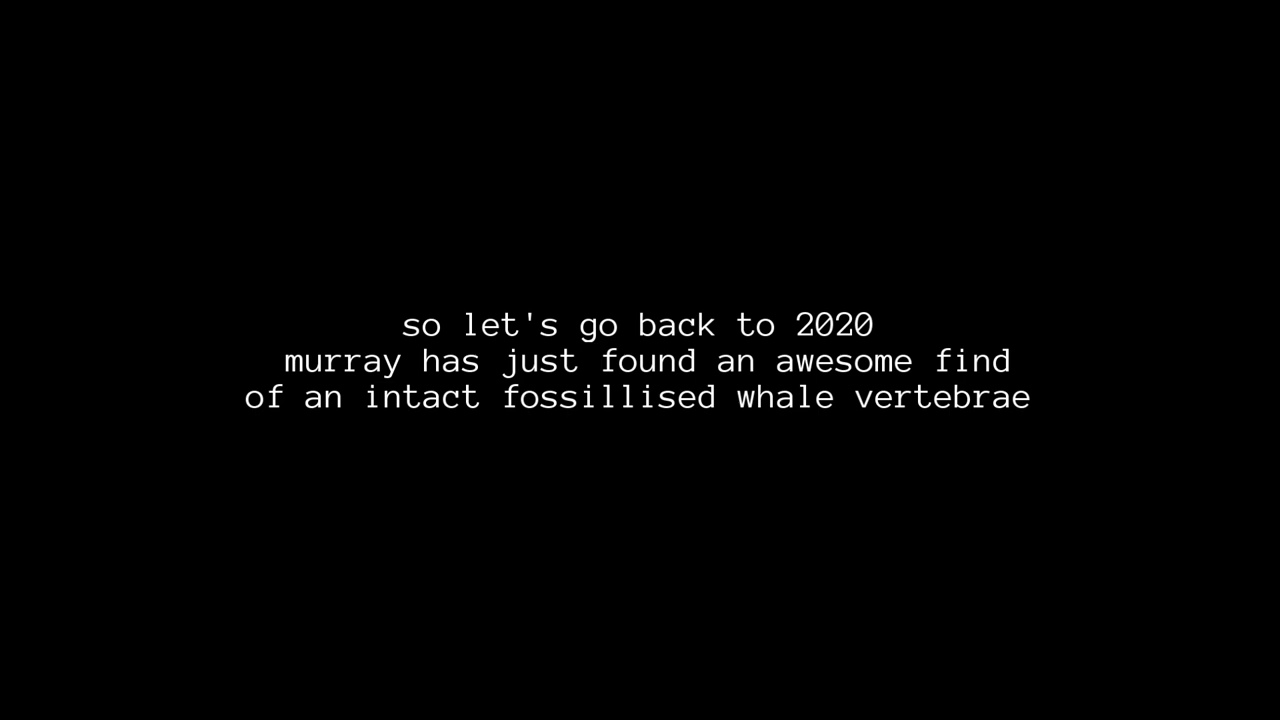 so let's go back to 2020
murray has just found an awesome find
of an intact fossillised whale vertebrae